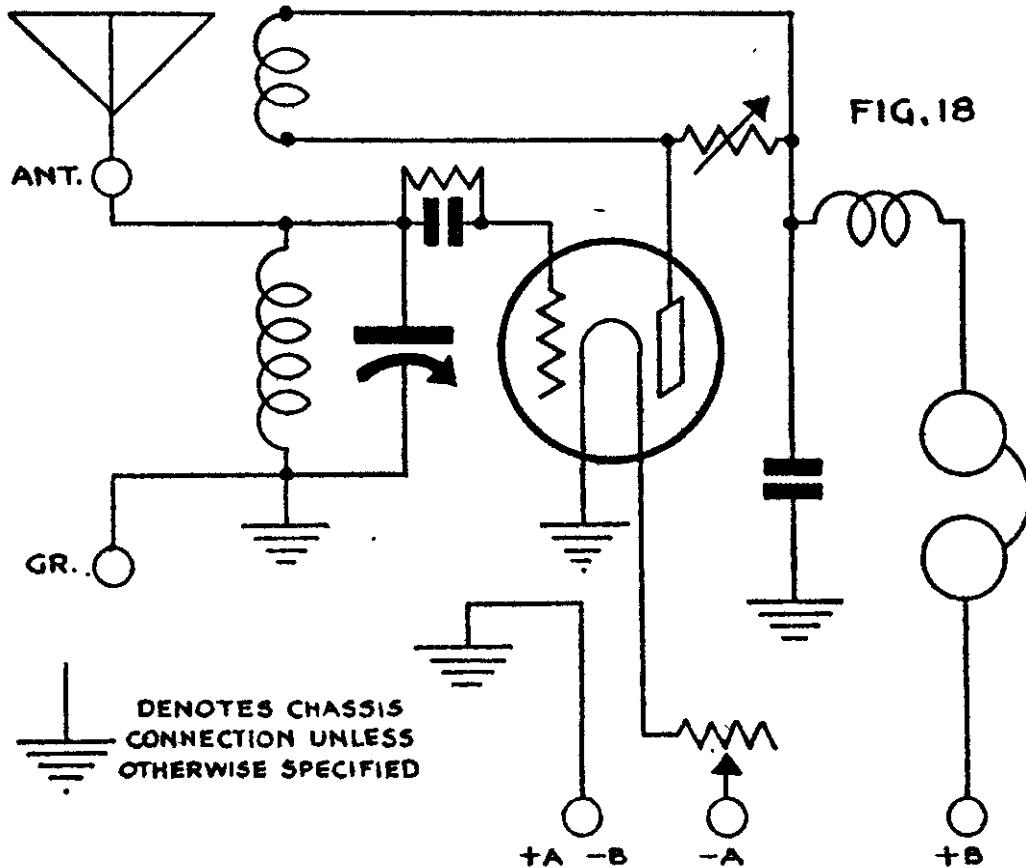 FIG. 18
ANT.
GR.
DENOTES CHASSIS
CONNECTION UNLESS
OTHERWISE SPECIFIED
+A -B
-A
+B